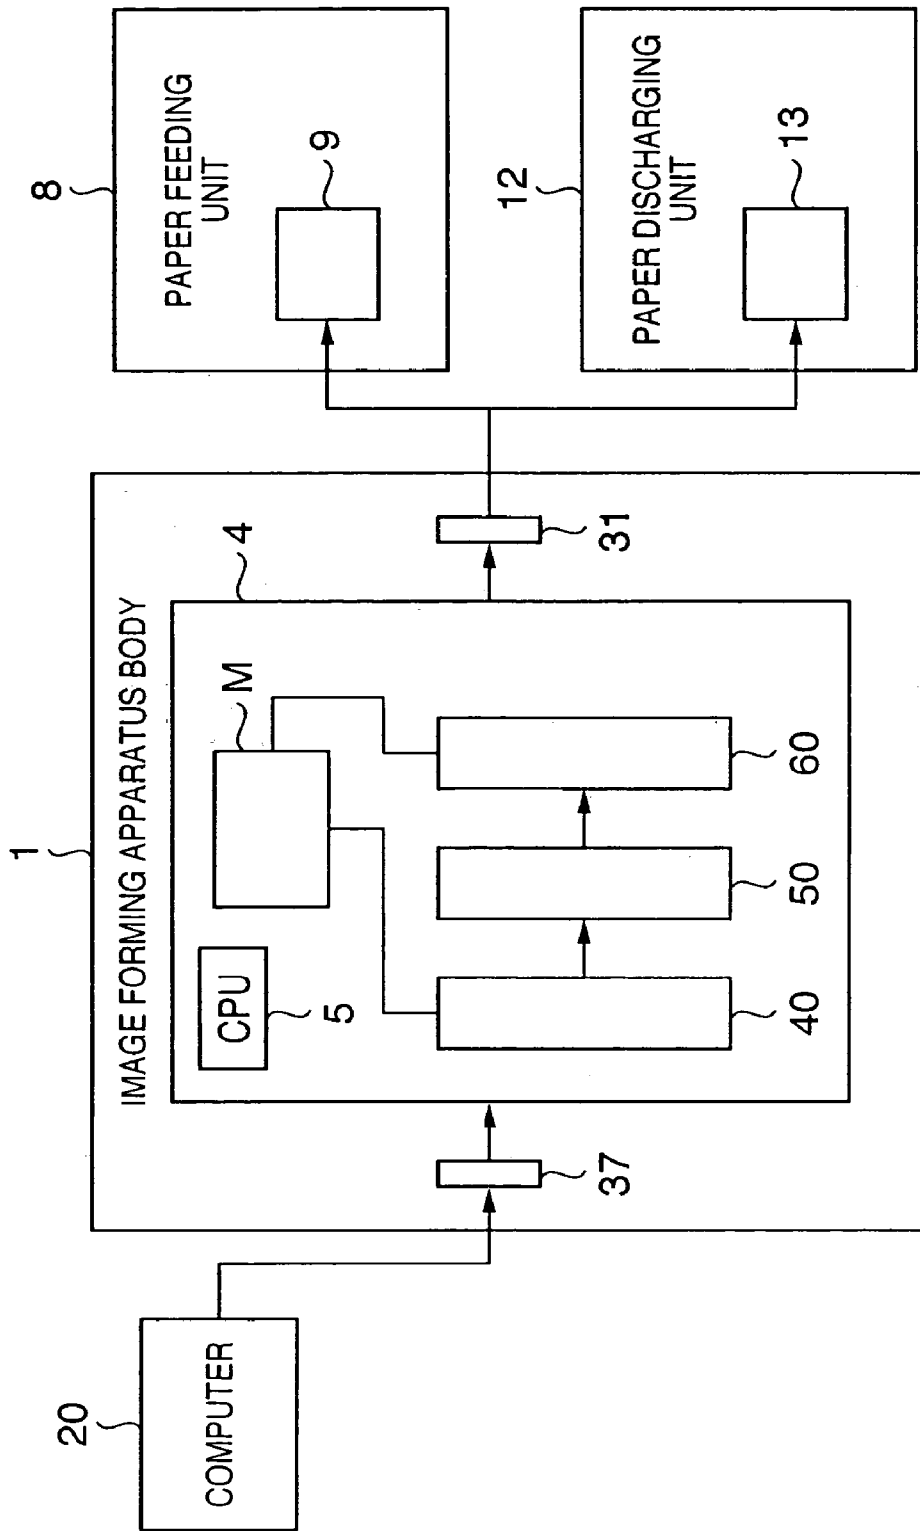 20
COMPUTER
1
IMAGE FORMING APPARATUS BODY
37
4
CPU
5
M
40
50
60
31
8
PAPER FEEDING
UNIT
9
12
PAPER DISCHARGING
UNIT
13